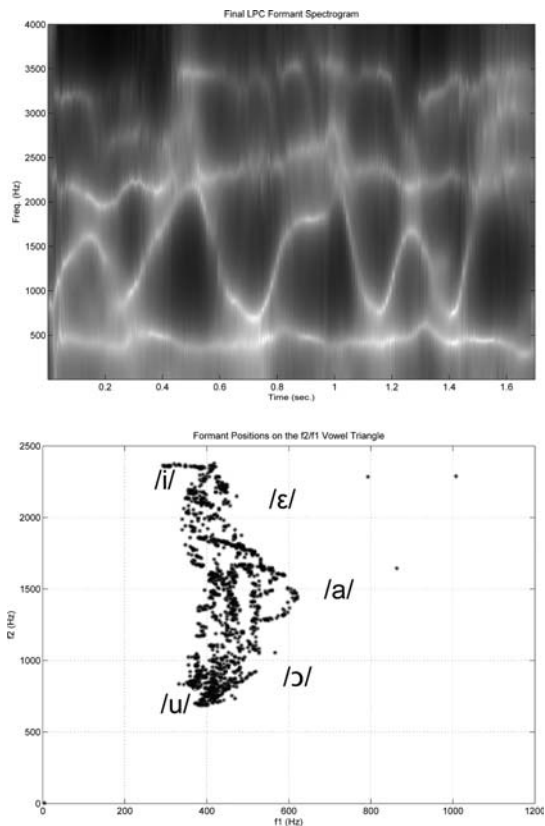 Final LPC Formant Spectrogram
4000
3500
3000
2500
2000
1500
1000
500
Freq. (Hz)
0.2 0.4 0.6 0.8 1 1.2 1.4 1.6
Time (sec.)
Formant Positions on the f2/f1 Vowel Triangle
2500
2000
1500
1000
500
0
f2 (Hz)
/i/
/ɛ/
/a/
/ɔ/
/u/
0 200 400 600 800 1000 1200
f1 (Hz)